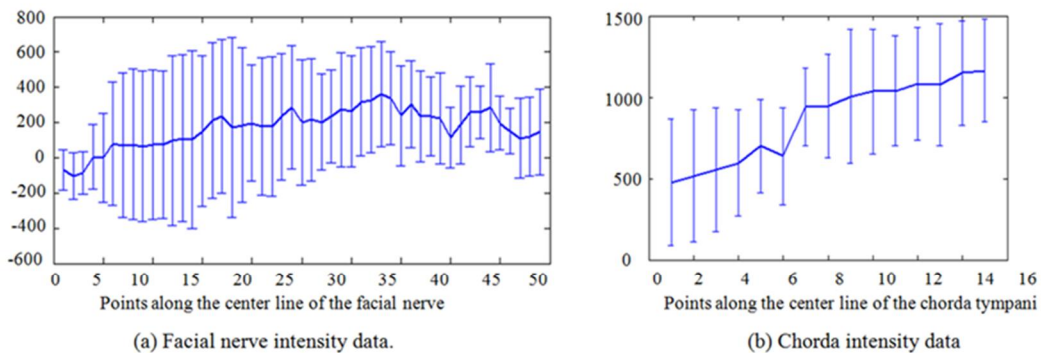 800
600
400
200
0
-200
-400
-600
0 5 10 15 20 25 30 35 40 45 50
Points along the center line of the facial nerve
(a) Facial nerve intensity data.
1500
1000
500
0
0 2 4 6 8 10 12 14 16
Points along the center line of the chorda tympani
(b) Chorda intensity data